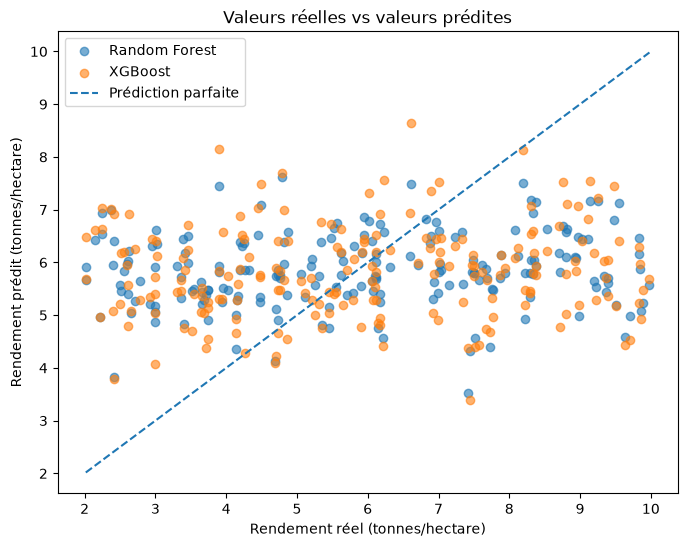 Valeurs réelles vs valeurs prédites
Random Forest
XGBoost
Prédiction parfaite
Rendement prédit (tonnes/hectare)
10
9
8
7
6
5
4
3
2
2 3 4 5 6 7 8 9 10
Rendement réel (tonnes/hectare)